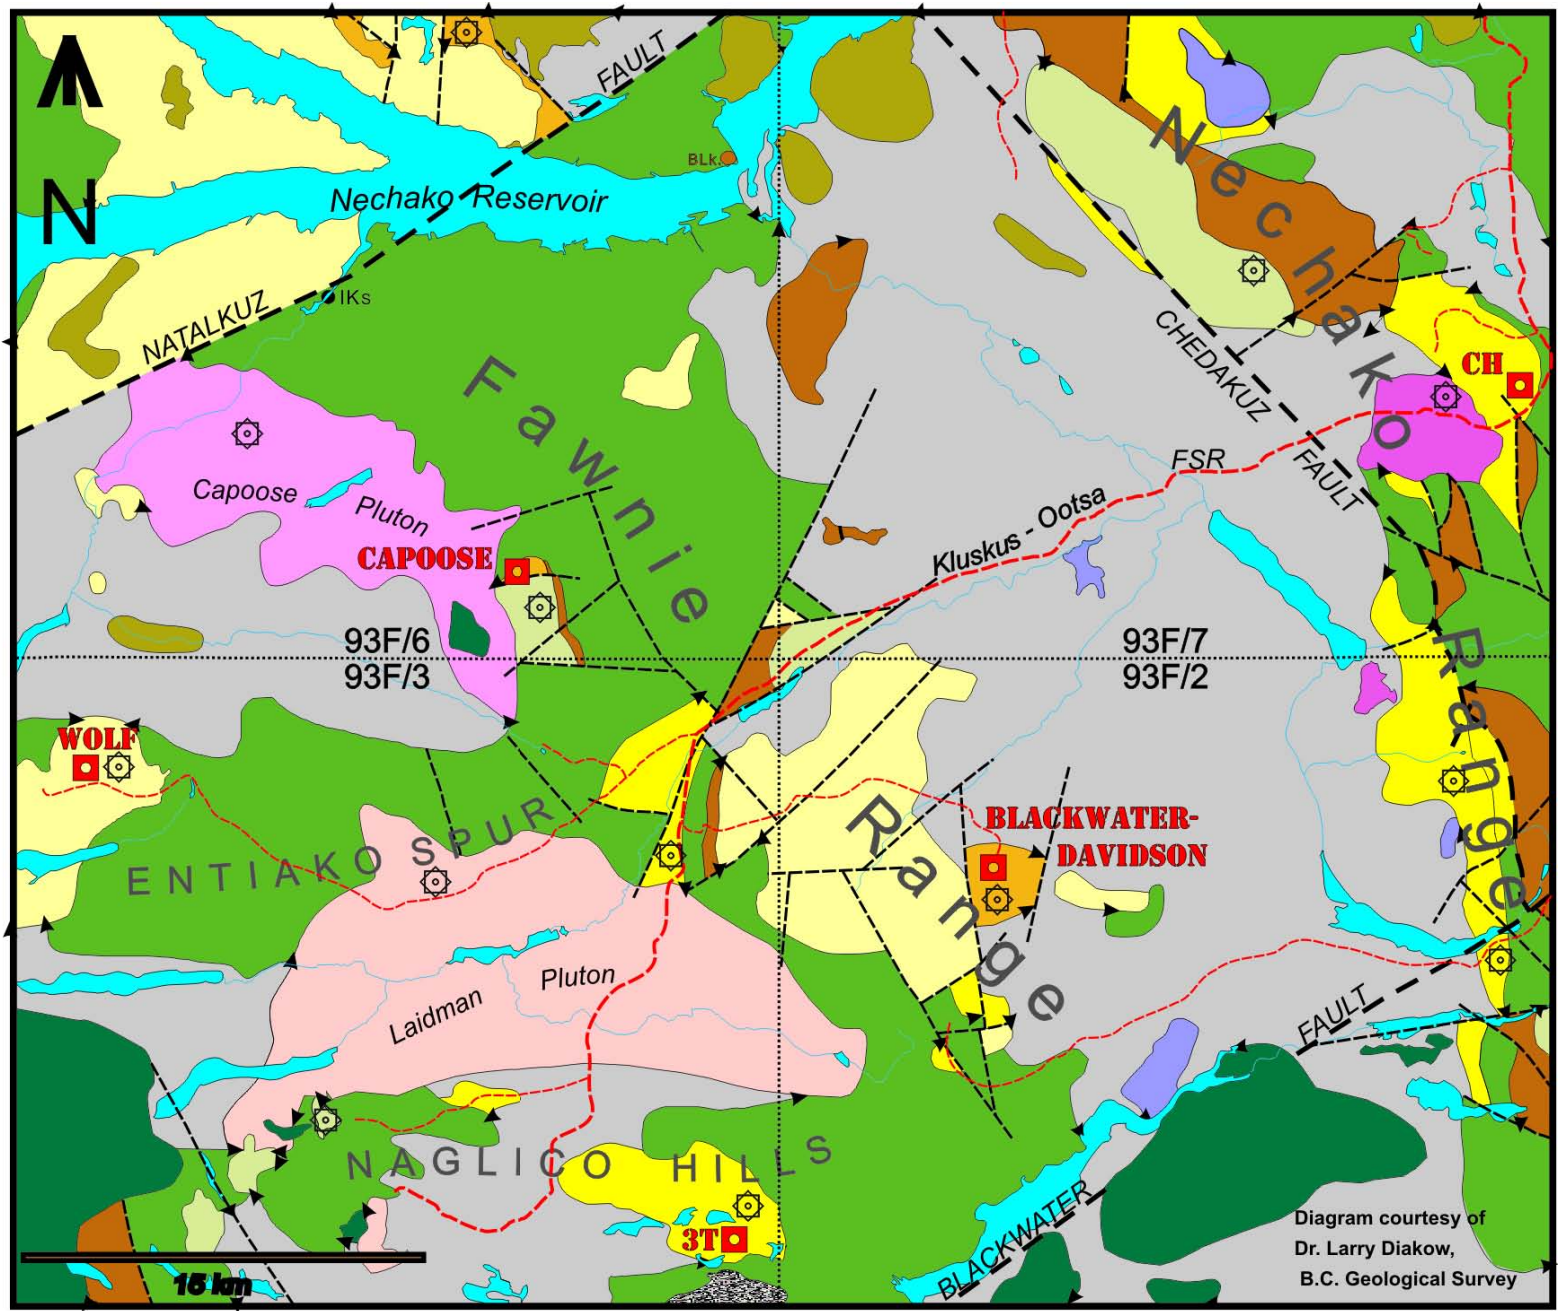 FAULT
N
Nechako Reservoir
BLk.
IKs
NATALKUZ
Nechako
Range
CHEDAKUZ
FAULT
CH
Fawnie
Range
Capoose
Pluton
CAPOOSE
FSR
Kluskus - Ootsa
93F/6
93F/3
93F/7
93F/2
WOLF
ENTIAKO SPUR
BLACKWATER-
DAVIDSON
Laidman
Pluton
FAULT
NAGLICO HILLS
3T
BLACKWATER
15 km
Diagram courtesy of
Dr. Larry Diakow,
B.C. Geological Survey